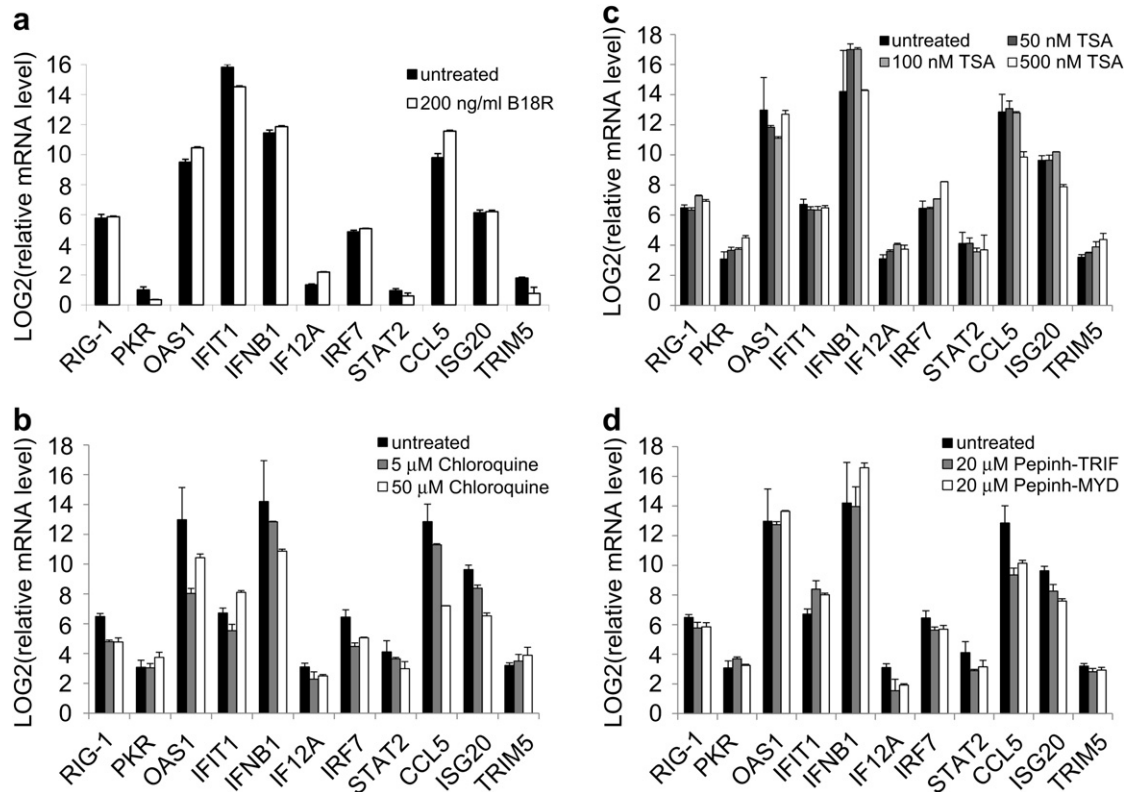 a
LOG2(relative mRNA level)
16
14
12
10
8
6
4
2
0
untreated
200 ng/ml B18R
RIG-1
PKR
OAS1
IFIT1
IFNB1
IF12A
IRF7
STAT2
CCL5
ISG20
TRIM5
c
LOG2(relative mRNA level)
18
16
14
12
10
8
6
4
2
0
untreated 50 nM TSA
100 nM TSA 500 nM TSA
RIG-1
PKR
OAS1
IFIT1
IFNB1
IF12A
IRF7
STAT2
CCL5
ISG20
TRIM5
b
LOG2(relative mRNA level)
18
16
14
12
10
8
6
4
2
0
untreated
5 μM Chloroquine
50 μM Chloroquine
RIG-1
PKR
OAS1
IFIT1
IFNB1
IF12A
IRF7
STAT2
CCL5
ISG20
TRIM5
d
LOG2(relative mRNA level)
18
16
14
12
10
8
6
4
2
0
untreated
20 μM Pepinh-TRIF
20 μM Pepinh-MYD
RIG-1
PKR
OAS1
IFIT1
IFNB1
IF12A
IRF7
STAT2
CCL5
ISG20
TRIM5